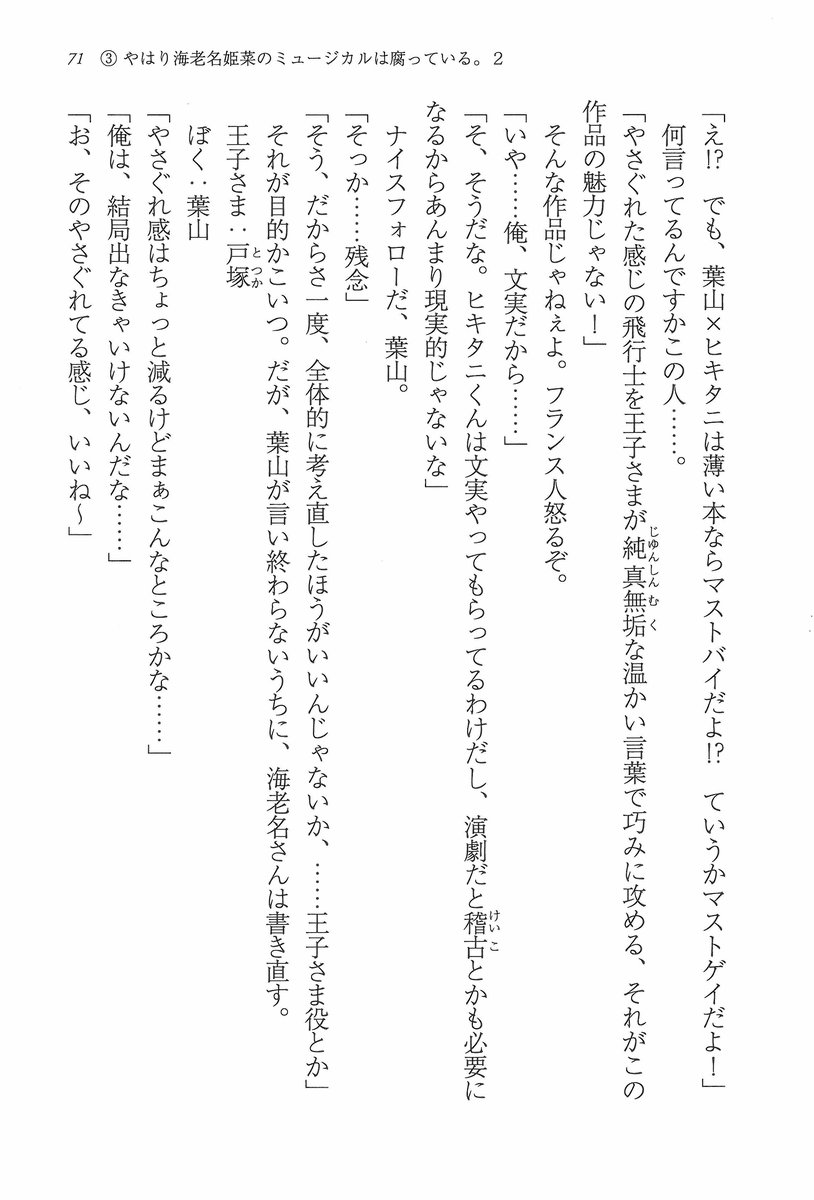 71 ③ やはり海老名姫菜のミュージカルは腐っている。2
「え!? でも、葉山×ヒキタニは薄い本ならマストバイだよ!? ていうかマストゲイだよ！」
何言ってるんですかこの人……。
「やさぐれた感じの飛行士を王子さまが純真無垢な温かい言葉で巧みに攻める、それがこの
作品の魅力じゃない！」
そんな作品じゃねぇよ。フランス人怒るぞ。
「いや……俺、文実だから……」
「そ、そうだな。ヒキタニくんは文実やってもらってるわけだし、演劇だと稽古とかも必要に
なるからあんまり現実的じゃないな」
ナイスフォローだ、葉山。
「そっか……残念」
「そう、だからさ一度、全体的に考え直したほうがいいんじゃないか、……王子さま役とか」
それが目的かこいつ。だが、葉山が言い終わらないうちに、海老名さんは書き直す。
王子さま：戸塚
ぼく：葉山
「やさぐれ感はちょっと減るけどまぁこんなところかな……」
「俺は、結局出なきゃいけないんだな……」
「お、そのやさぐれてる感じ、いいね～」